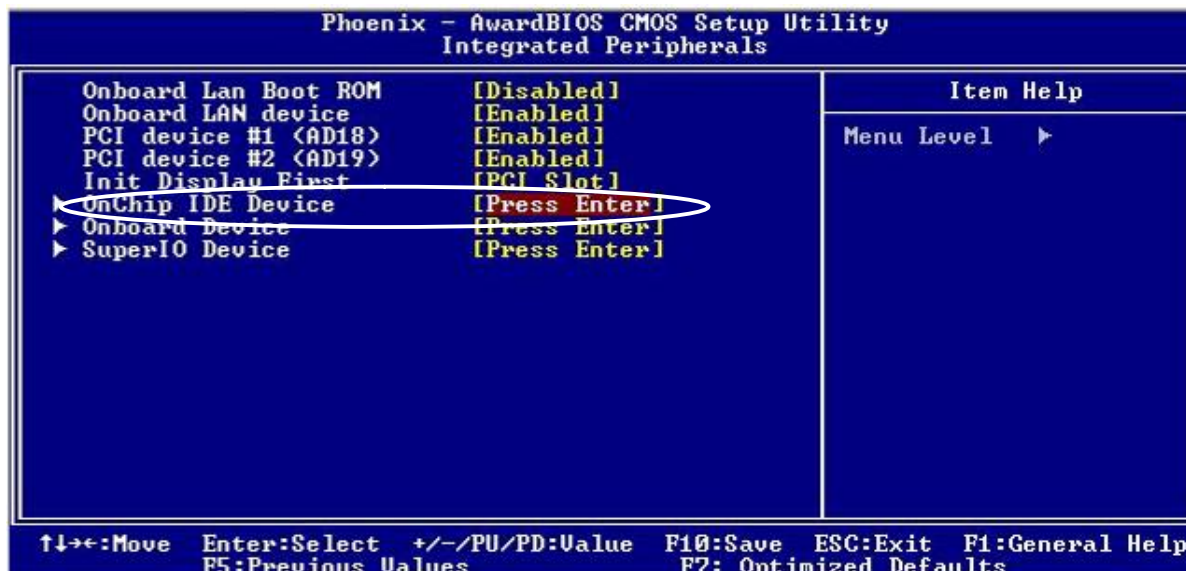 Phoenix - AwardBIOS CMOS Setup Utility
Integrated Peripherals
Onboard Lan Boot ROM [Disabled]
Onboard LAN device [Enabled]
PCI device #1 (AD18) [Enabled]
PCI device #2 (AD19) [Enabled]
Init Display First [PCI Slot]
► OnChip IDE Device [Press Enter]
► Onboard Device [Press Enter]
► SuperIO Device [Press Enter]
Item Help
Menu Level ►
↑↓→←:Move Enter:Select +/-/PU/PD:Value F10:Save ESC:Exit F1:General Help
F5:Previous Values F7: Optimized Defaults